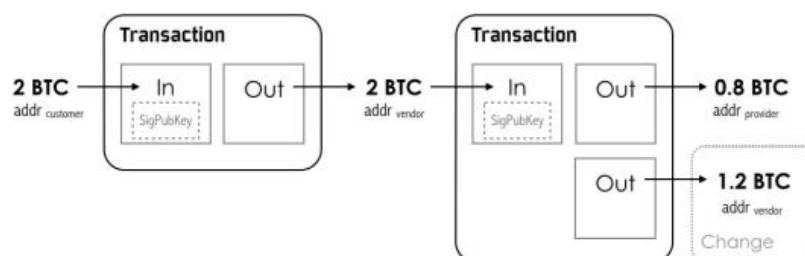 Transaction
Transaction
2 BTC
In
Out
2 BTC
In
Out
0.8 BTC
addr customer
SigPubKey
addr vendor
SigPubKey
addr provider
Out
1.2 BTC
addr vendor
Change